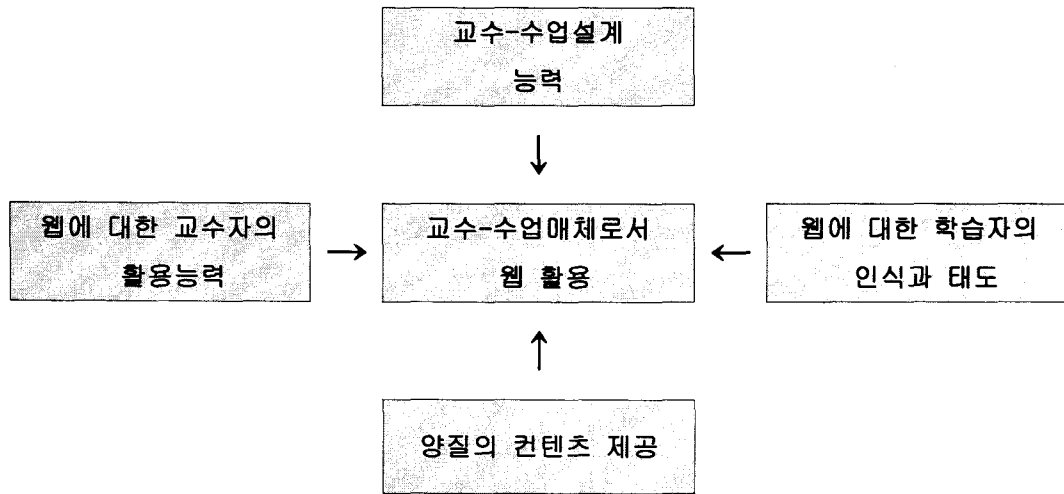 교수-수업설계
능력
웹에 대한 교수자의
활용능력
교수-수업매체로서
웹 활용
웹에 대한 학습자의
인식과 태도
양질의 컨텐츠 제공